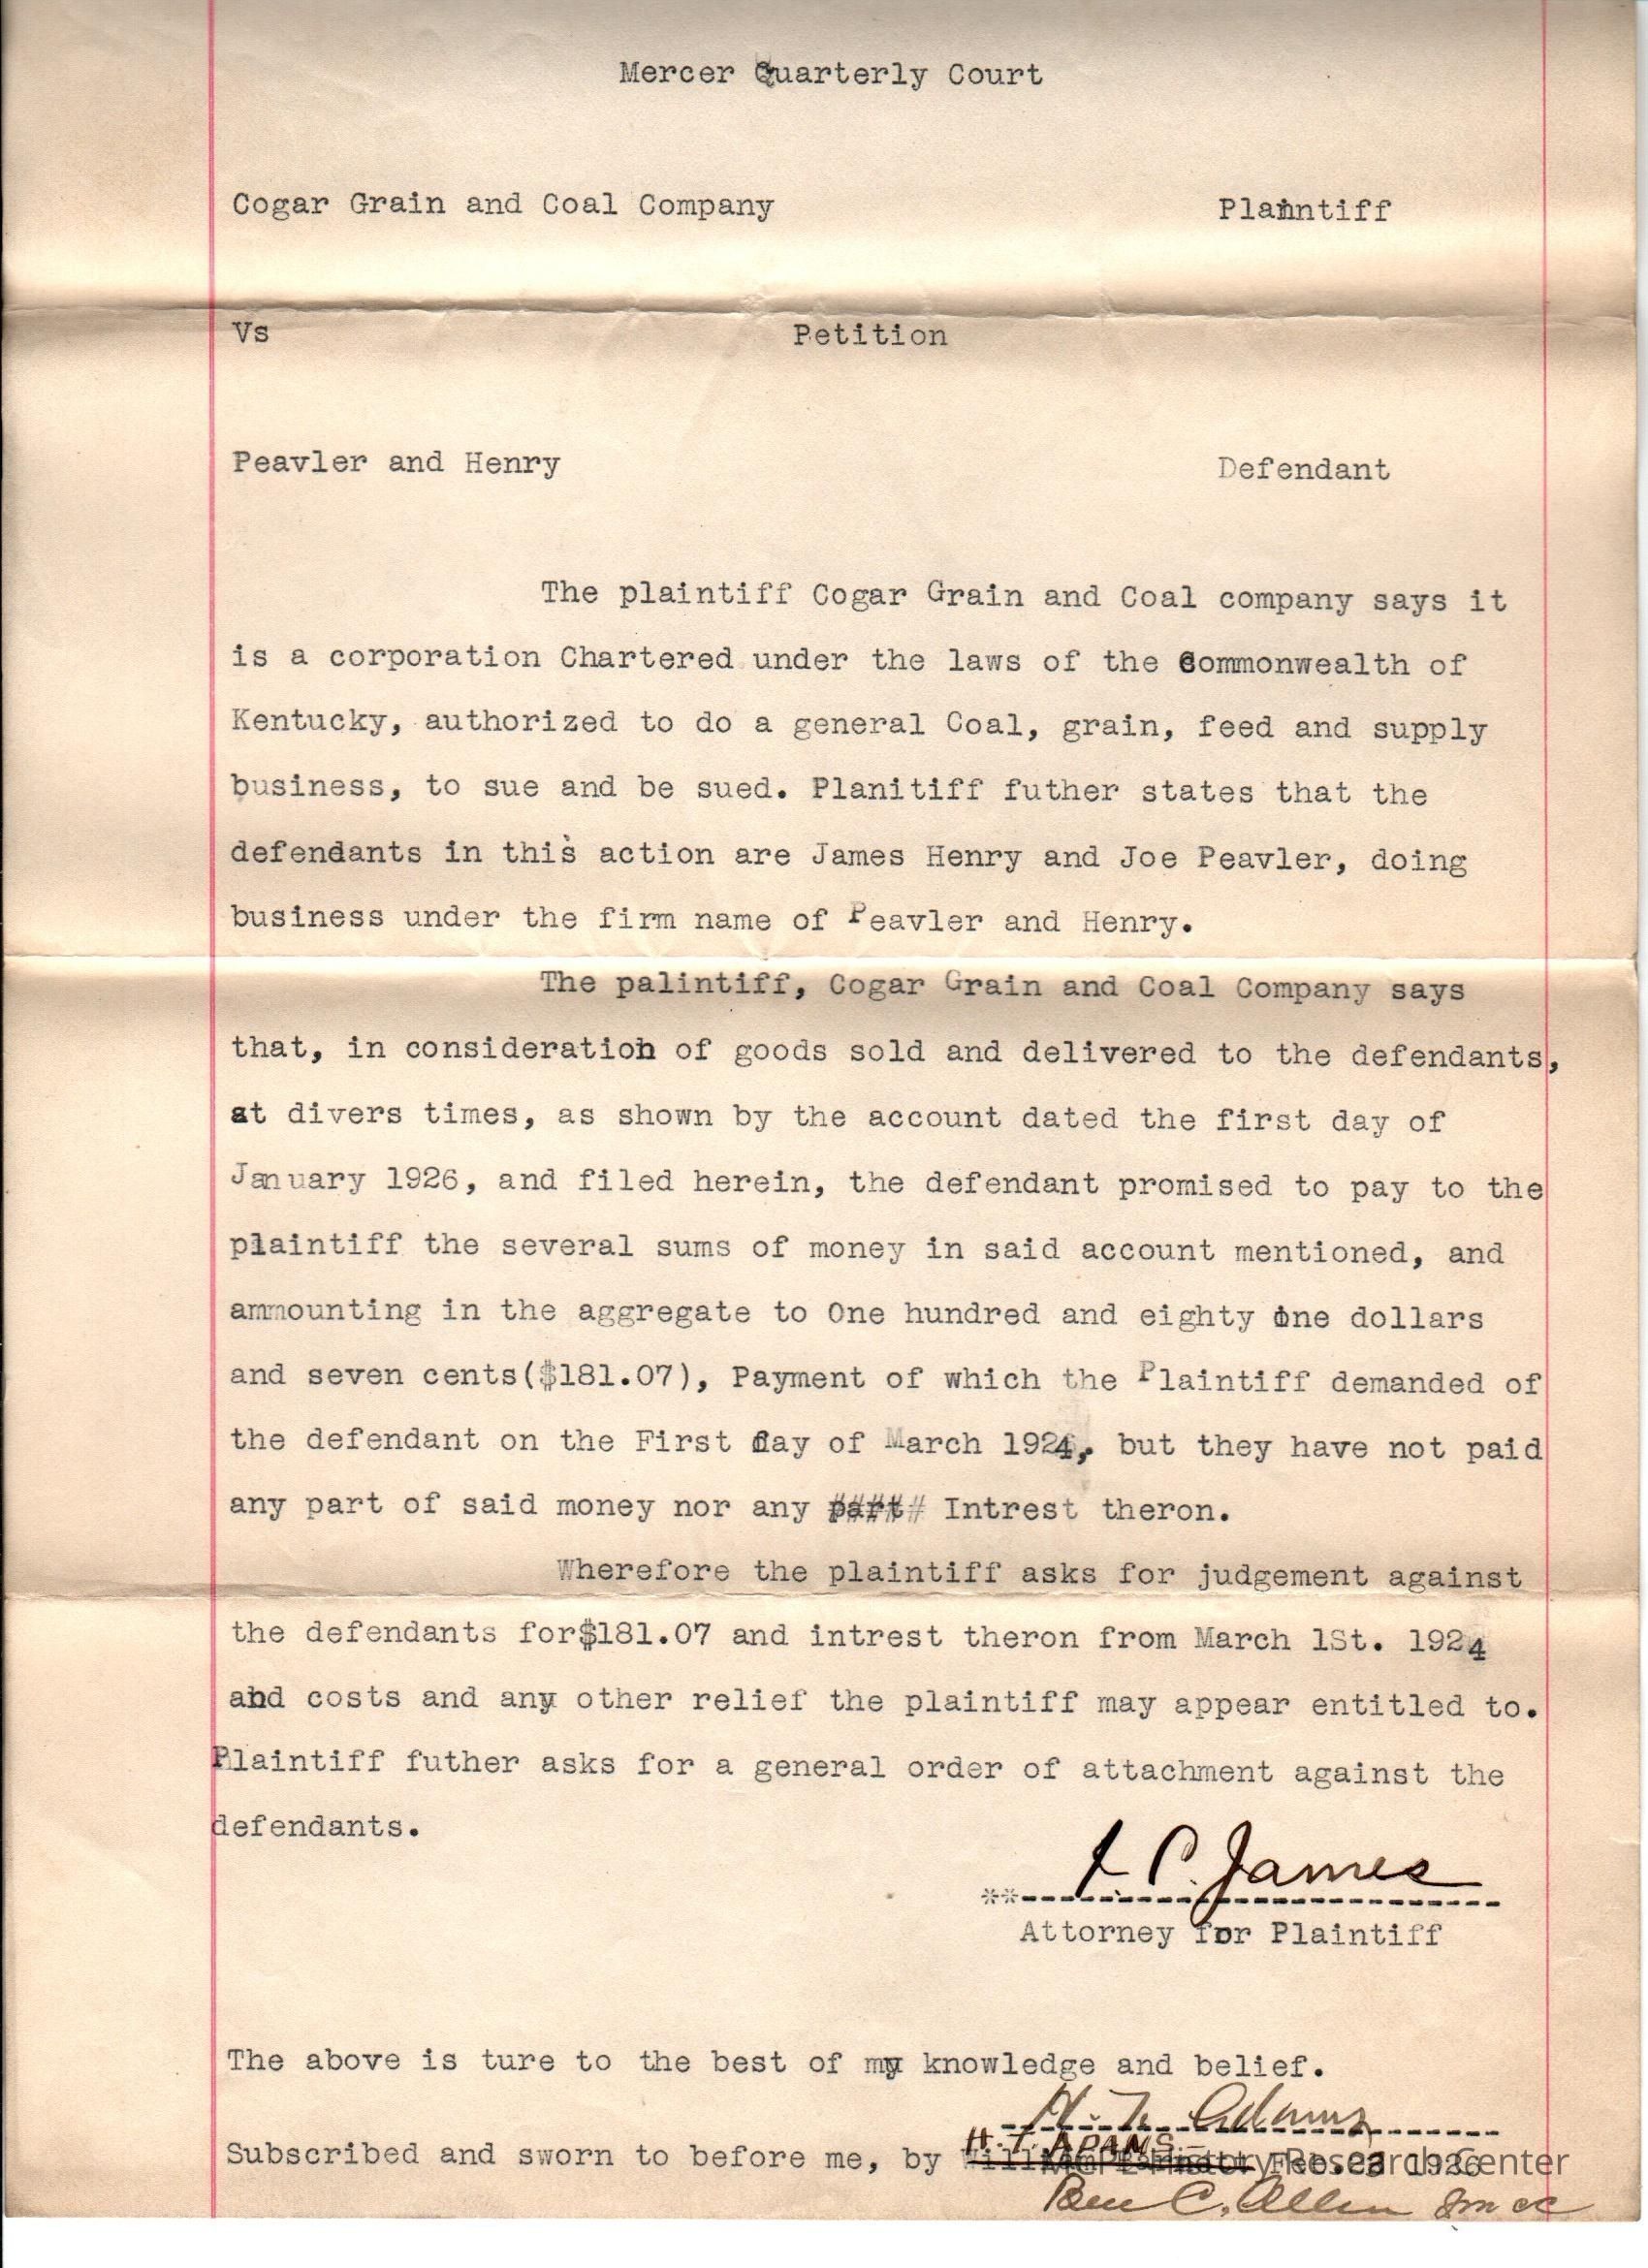 Mercer Quarterly Court
Cogar Grain and Coal Company Planntiff
Vs Petition
Peavler and Henry Defendant
The plaintiff Cogar Grain and Coal company says it
is a corporation Chartered under the laws of the Commonwealth of
Kentucky, authorized to do a general Coal, grain, feed and supply
business, to sue and be sued. Planitiff futher states that the
defendants in this action are James Henry and Joe Peavler, doing
business under the firm name of Peavler and Henry.
The palintiff, Cogar Grain and Coal Company says
that, in consideration of goods sold and delivered to the defendants,
at divers times, as shown by the account dated the first day of
January 1926, and filed herein, the defendant promised to pay to the
plaintiff the several sums of money in said account mentioned, and
ammounting in the aggregate to One hundred and eighty one dollars
and seven cents($181.07), Payment of which the Plaintiff demanded of
the defendant on the First day of March 1924, but they have not paid
any part of said money nor any Intrest theron.
Wherefore the plaintiff asks for judgement against
the defendants for$181.07 and intrest theron from March 1St. 1924
and costs and any other relief the plaintiff may appear entitled to.
Plaintiff futher asks for a general order of attachment against the
defendants.
C. James
Attorney for Plaintiff
The above is ture to the best of my knowledge and belief.
H. T. Adams
Subscribed and sworn to before me, by H. T. ADAMS 1926
History Research Center
Ben C. Allen